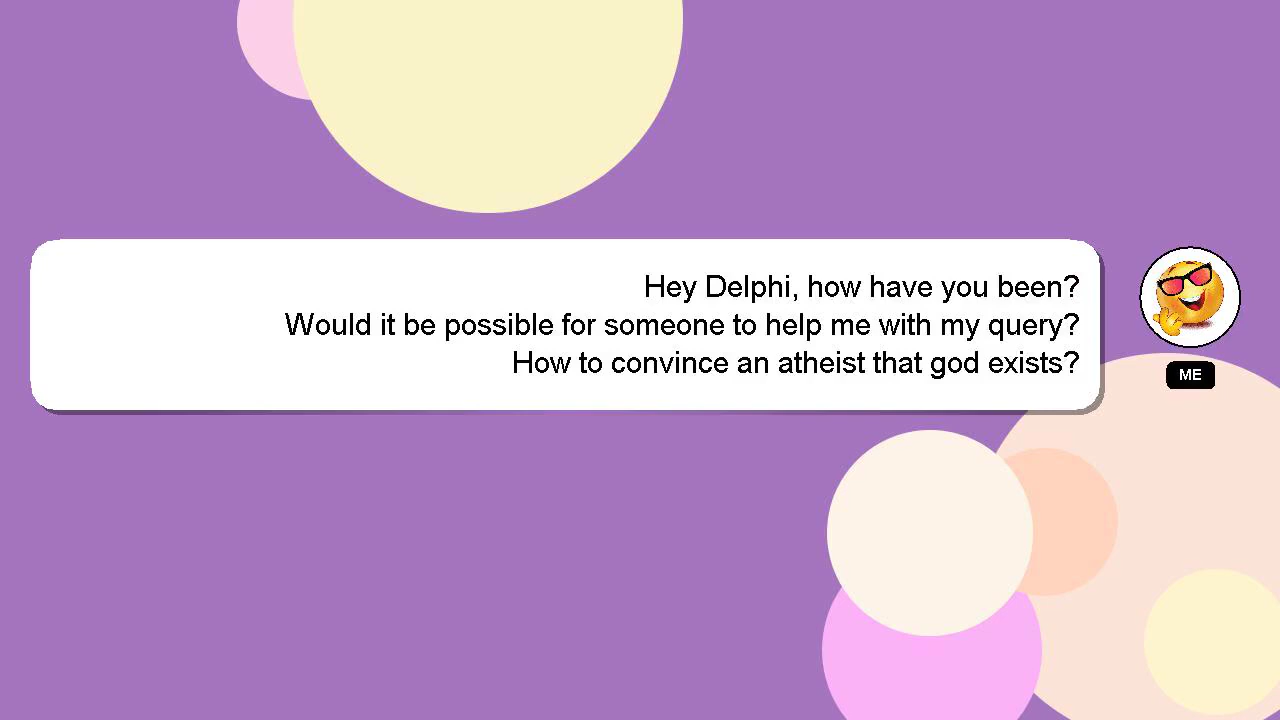 Hey Delphi, how have you been?
Would it be possible for someone to help me with my query?
How to convince an atheist that god exists?
ME